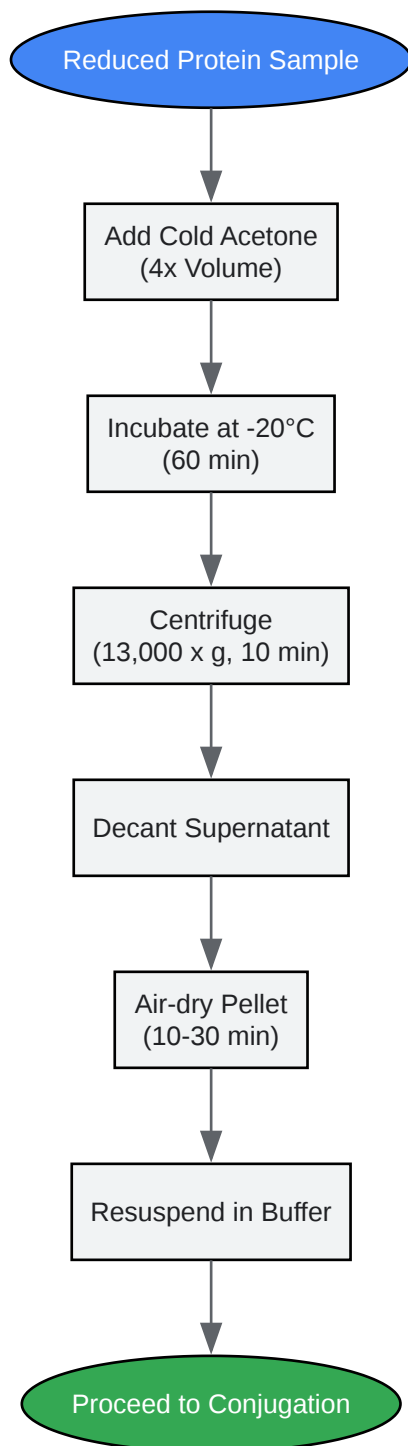 Reduced Protein Sample
Add Cold Acetone
(4x Volume)
Incubate at -20°C
(60 min)
Centrifuge
(13,000 x g, 10 min)
Decant Supernatant
Air-dry Pellet
(10-30 min)
Resuspend in Buffer
Proceed to Conjugation